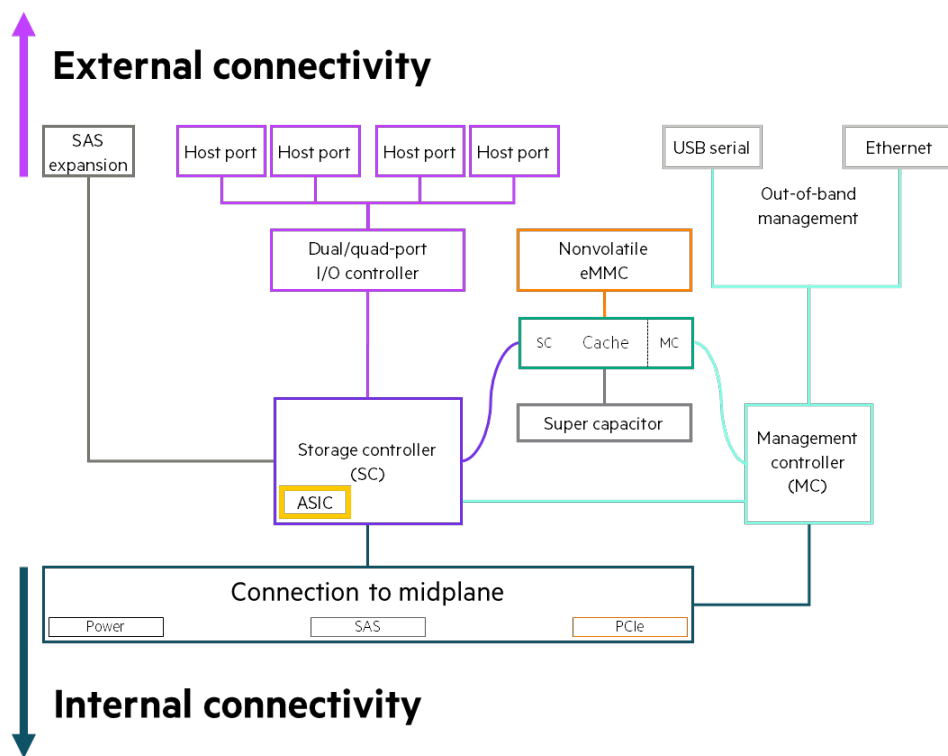 External connectivity
SAS
expansion
Host port
Host port
Host port
Host port
USB serial
Ethernet
Out-of-band
management
Dual/quad-port
I/O controller
Nonvolatile
eMMC
SC
Cache
MC
Super capacitor
Storage controller
(SC)
ASIC
Management
controller
(MC)
Connection to midplane
Power
SAS
PCIe
Internal connectivity